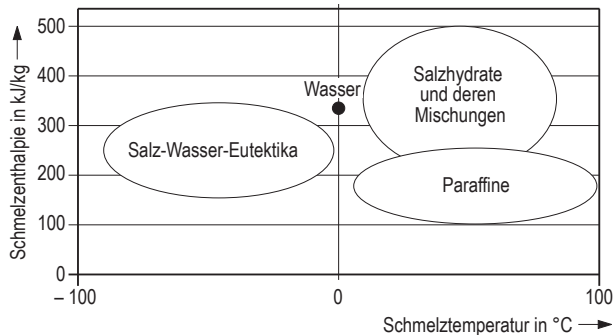 500
400
300
200
100
0
Schmelzenthalpie in kJ/kg
Wasser
Salzhydrate
und deren
Mischungen
Salz-Wasser-Eutektika
Paraffine
– 100
0
100
Schmelztemperatur in °C